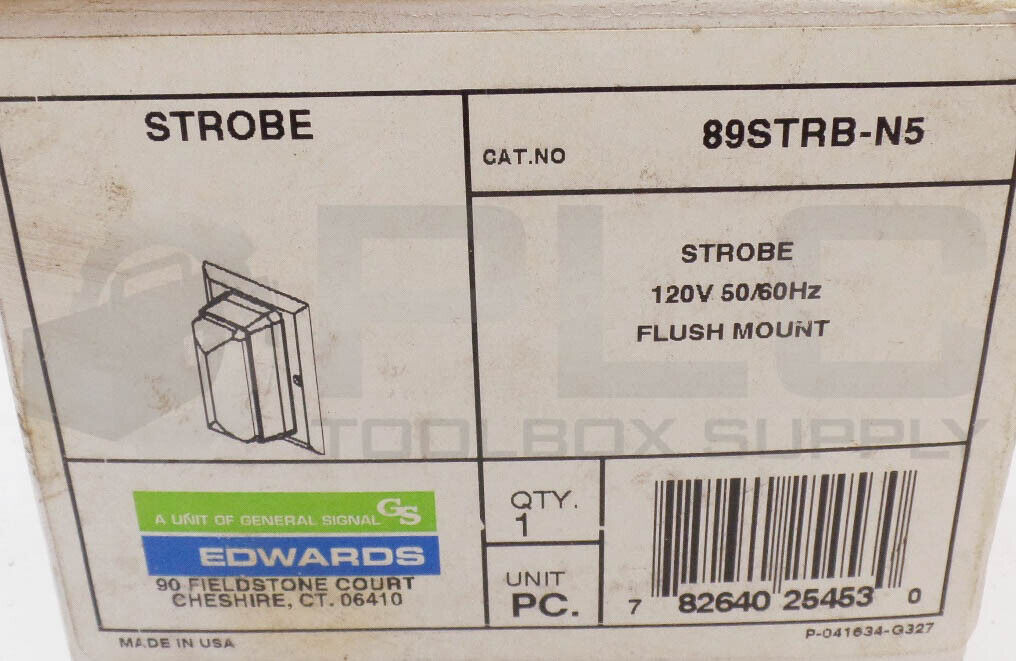 STROBE
CAT.NO 89STRB-N5
STROBE
120V 50/60Hz
FLUSH MOUNT
PLC
TOOLBOX SUPPLY
A UNIT OF GENERAL SIGNAL GS
EDWARDS
90 FIELDSTONE COURT
CHESHIRE, CT. 06410
QTY.
1
UNIT
PC.
7 82640 25453 0
MADE IN USA
P-041634-G327